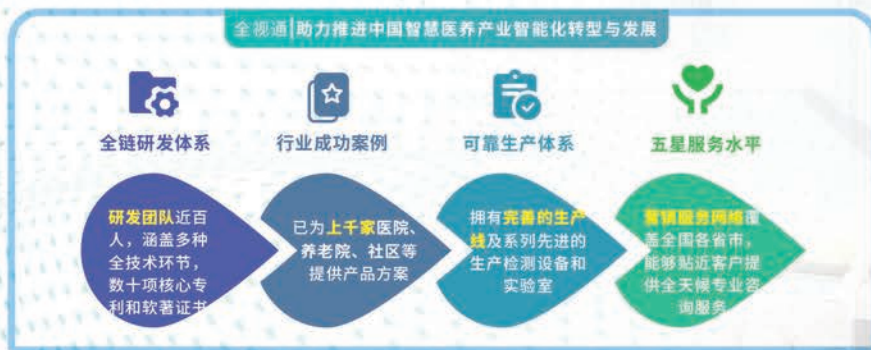 全视通|助力推进中国智慧医养产业智能化转型与发展
全链研发体系
行业成功案例
可靠生产体系
五星服务水平
研发团队近百
人，涵盖多种
全技术环节，
数十项核心专
利和软著证书
已为上千家医院、
养老院、社区等
提供产品方案
拥有完善的生产
线及系列先进的
生产检测设备和
实验室
营销服务网络覆
盖全国各省市，
能够贴近客户提
供全天候专业咨
询服务